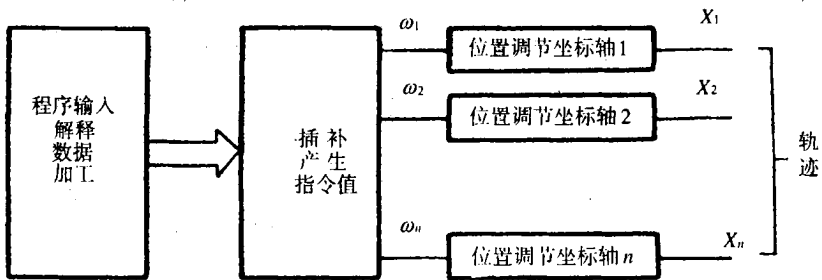 程序输入
解释
数据
加工
插 补
产 生
指令值
ω1
位置调节坐标轴1
X1
ω2
位置调节坐标轴2
X2
ωn
位置调节坐标轴n
Xn
轨
迹